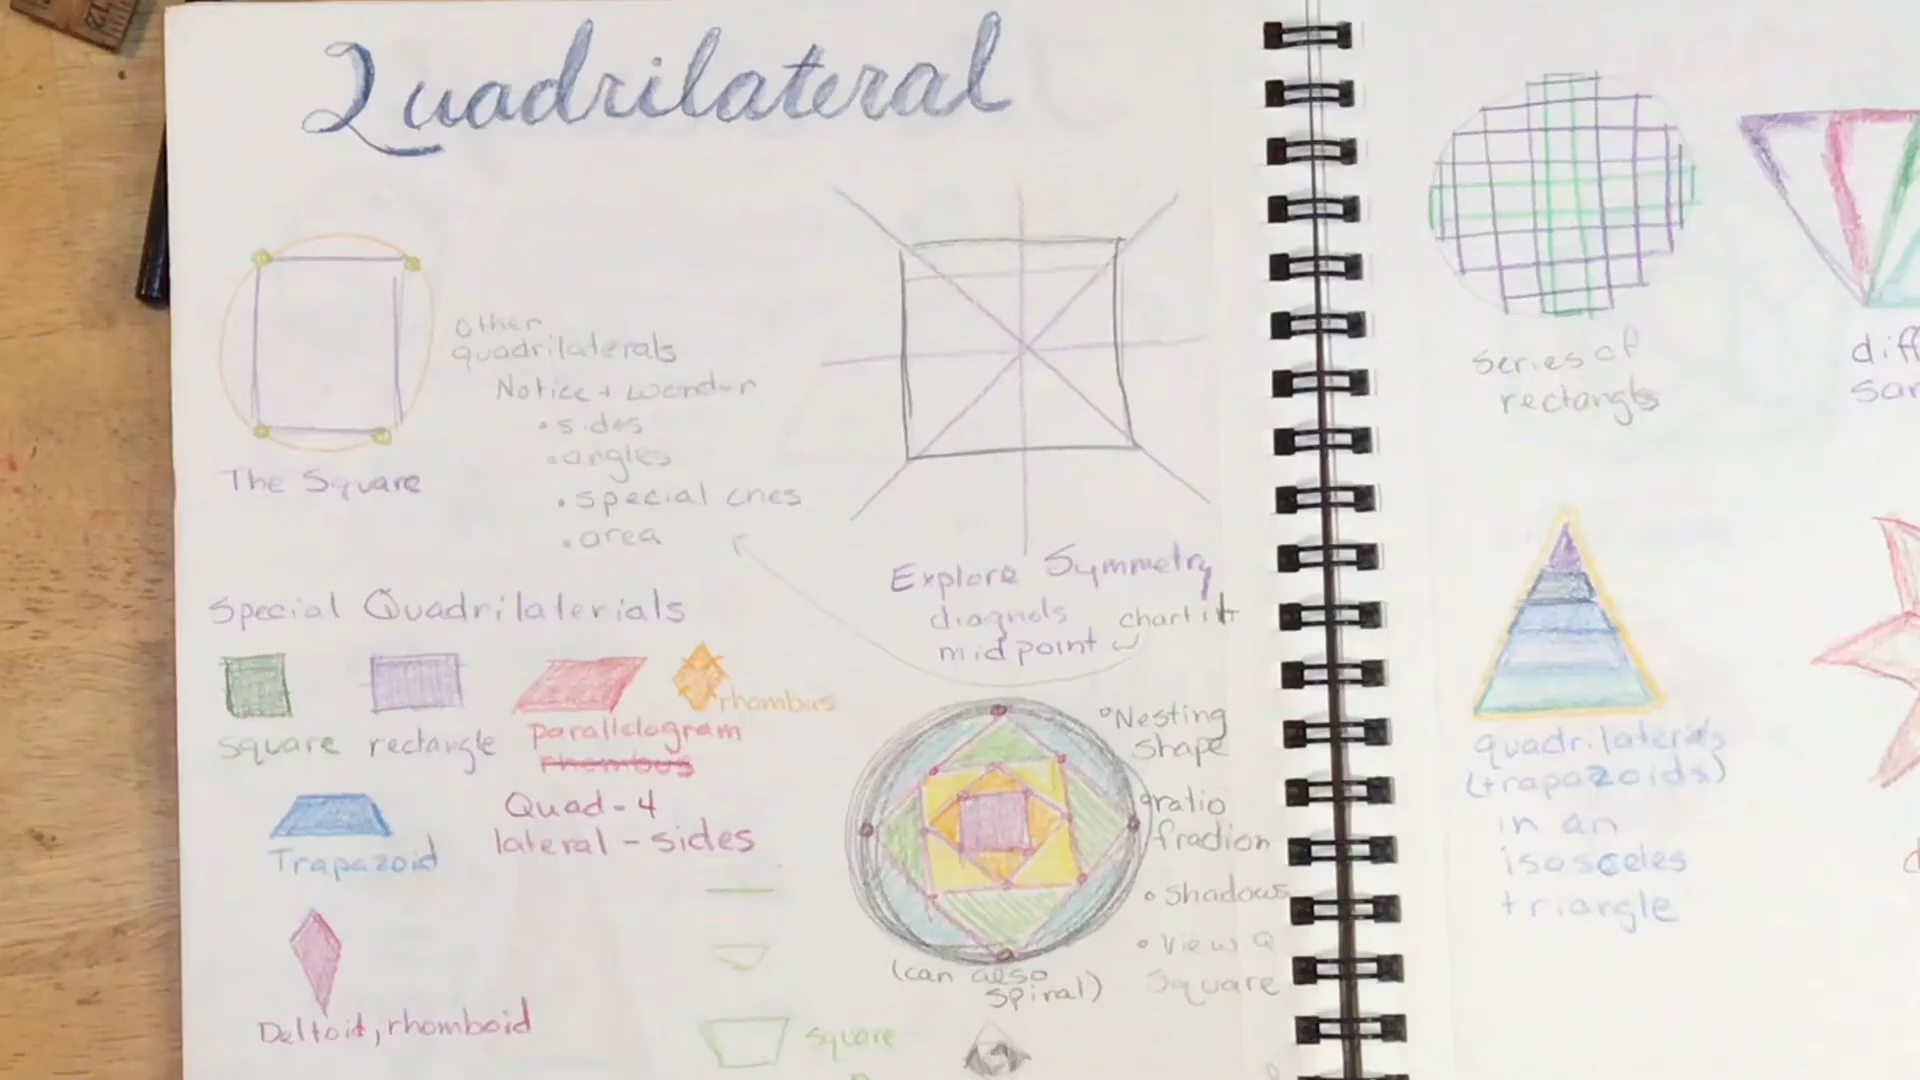 Quadrilateral
other
quadrilaterals
Notice + wonder
• sides
• angles
• special ones
• area
The Square
Explore Symmetry
diagnols chart it
midpoint
Special Quadrilaterials
square
rectangle
parallelogram
rhombus
rhombus
Trapazoid
Quad - 4
lateral - sides
Deltoid, rhomboid
Nesting
shape
ratio
fraction
shadows
View a
Square
(can also
spiral)
square
series of
rectangles
diff
quadrilaterals
(trapazoids)
in an
isosceles
triangle
12